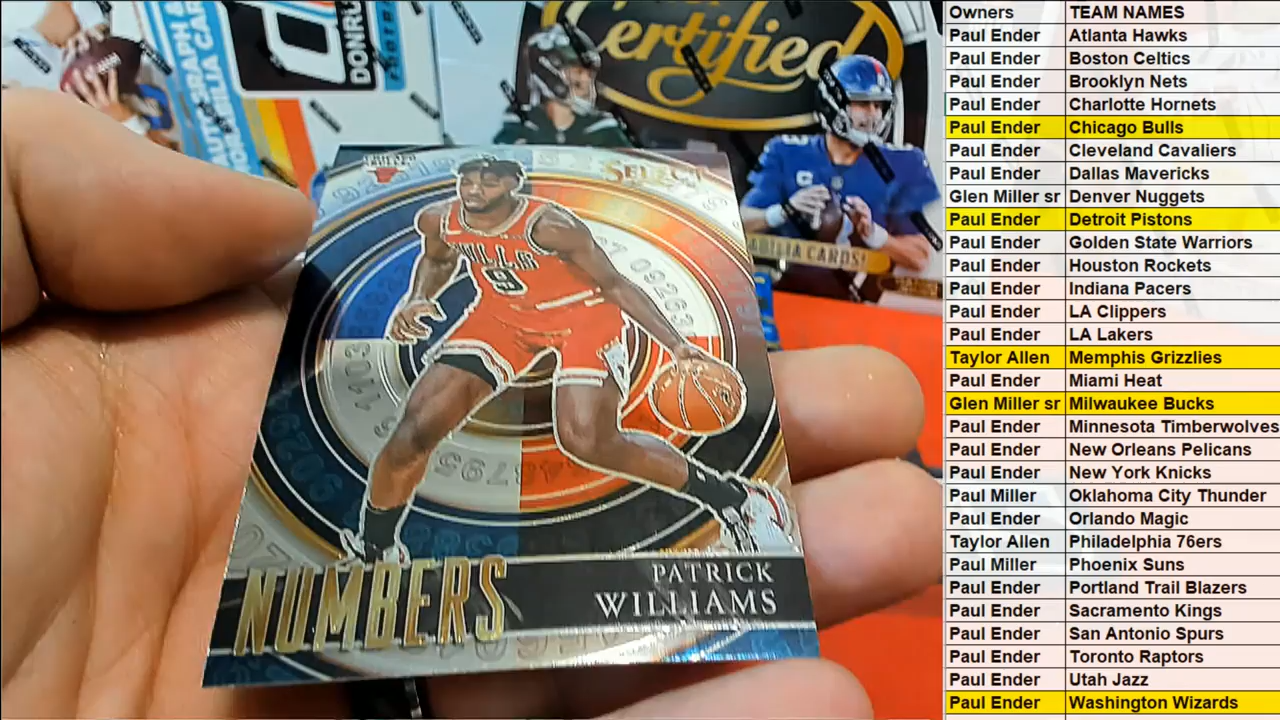 AUTOGRAPH &
MEMORABILIA CARDS
DONRUSS
Certified
MEMORABILIA CARDS!
SELECT
BULLS
9
NUMBERS
PATRICK
WILLIAMS
Owners TEAM NAMES
Paul Ender Atlanta Hawks
Paul Ender Boston Celtics
Paul Ender Brooklyn Nets
Paul Ender Charlotte Hornets
Paul Ender Chicago Bulls
Paul Ender Cleveland Cavaliers
Paul Ender Dallas Mavericks
Glen Miller sr Denver Nuggets
Paul Ender Detroit Pistons
Paul Ender Golden State Warriors
Paul Ender Houston Rockets
Paul Ender Indiana Pacers
Paul Ender LA Clippers
Paul Ender LA Lakers
Taylor Allen Memphis Grizzlies
Paul Ender Miami Heat
Glen Miller sr Milwaukee Bucks
Paul Ender Minnesota Timberwolves
Paul Ender New Orleans Pelicans
Paul Ender New York Knicks
Paul Miller Oklahoma City Thunder
Paul Ender Orlando Magic
Taylor Allen Philadelphia 76ers
Paul Miller Phoenix Suns
Paul Ender Portland Trail Blazers
Paul Ender Sacramento Kings
Paul Ender San Antonio Spurs
Paul Ender Toronto Raptors
Paul Ender Utah Jazz
Paul Ender Washington Wizards